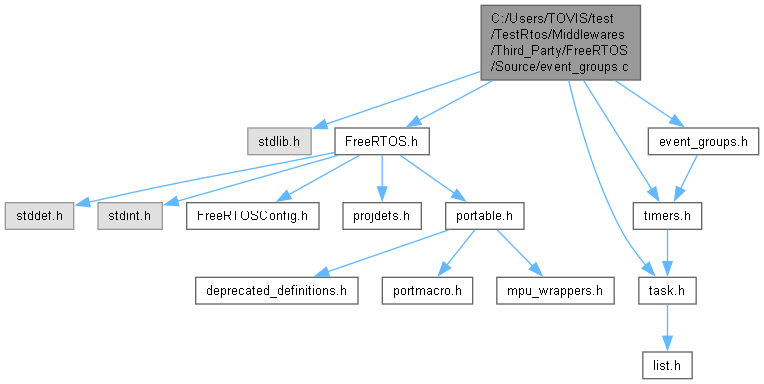 C:/Users/TOVIS/test
/TestRtos/Middlewares
/Third_Party/FreeRTOS
/Source/event_groups.c
stdlib.h
FreeRTOS.h
event_groups.h
stddef.h
stdint.h
FreeRTOSConfig.h
projdefs.h
portable.h
timers.h
deprecated_definitions.h
portmacro.h
mpu_wrappers.h
task.h
list.h